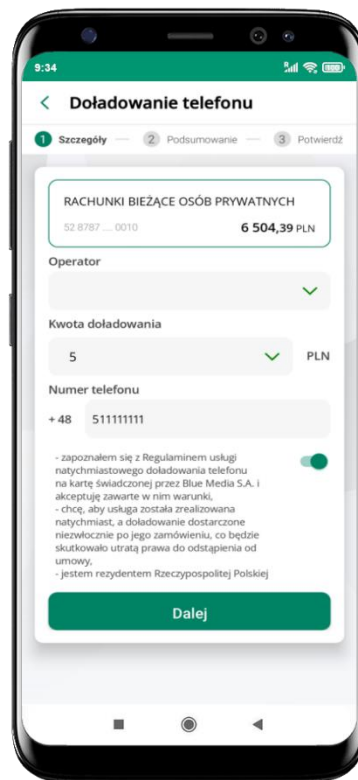 9:34
Doładowanie telefonu
1 Szczegóły 2 Podsumowanie 3 Potwierdź
RACHUNKI BIEŻĄCE OSÓB PRYWATNYCH
52 8787 .... 0010 6 504,39 PLN
Operator
Kwota doładowania
5 PLN
Numer telefonu
+ 48 511111111
- zapoznałem się z Regulaminem usługi
natychmiastowego doładowania telefonu
na kartę świadczonej przez Blue Media S.A. i
akceptuję zawarte w nim warunki,
- chcę, aby usługa została zrealizowana
natychmiast, a doładowanie dostarczone
niezwłocznie po jego zamówieniu, co będzie
skutkowało utratą prawa do odstąpienia od
umowy,
- jestem rezydentem Rzeczypospolitej Polskiej
Dalej